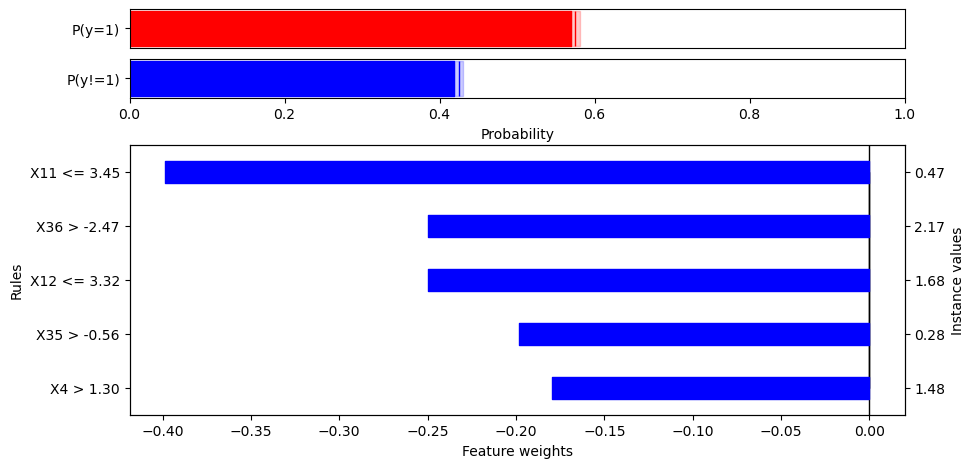 P(y=1)
P(y!=1)
0.0 0.2 0.4 0.6 0.8 1.0
Probability
X11 <= 3.45 0.47
X36 > -2.47 2.17
X12 <= 3.32 1.68
X35 > -0.56 0.28
X4 > 1.30 1.48
Rules
Instance values
−0.40 −0.35 −0.30 −0.25 −0.20 −0.15 −0.10 −0.05 0.00
Feature weights